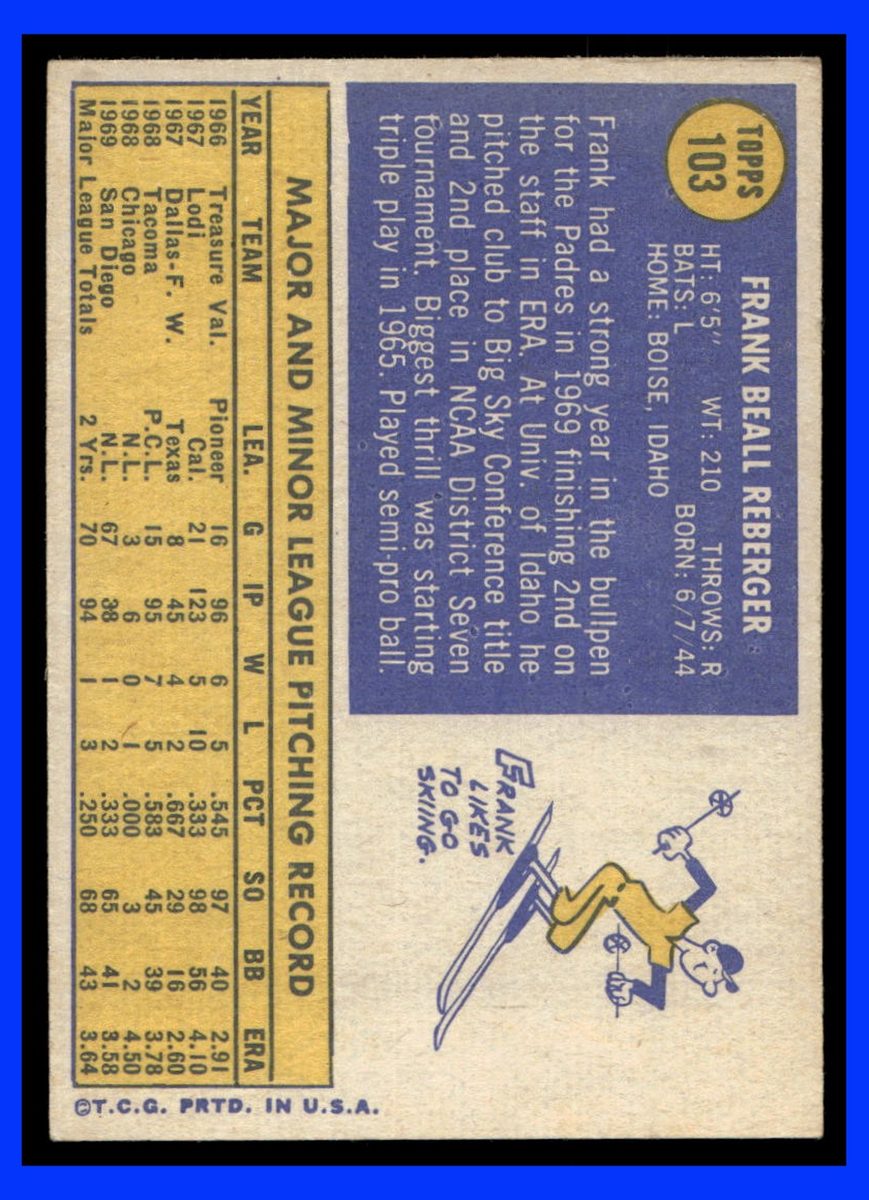 TOPPS
103
FRANK BEALL REBERGER
HT: 6'5" WT: 210 THROWS: R
BATS: L BORN: 6/7/44
HOME: BOISE, IDAHO
Frank had a strong year in the bullpen
for the Padres in 1969 finishing 2nd on
the staff in ERA. At Univ. of Idaho he
pitched club to Big Sky Conference title
and 2nd place in NCAA District Seven
tournament. Biggest thrill was starting
triple play in 1965. Played semi-pro ball.
FRANK
LIKES
TO GO
SKIING.
MAJOR AND MINOR LEAGUE PITCHING RECORD
YEAR TEAM LEA. G IP W L PCT SO BB ERA
1966 Treasure Val. Pioneer 16 96 6 5 .545 97 40 2.91
1967 Lodi Cal. 21 123 5 10 .333 98 56 4.10
1967 Dallas-F. W. Texas 8 45 4 2 .667 29 16 2.60
1968 Tacoma P.C.L. 15 95 7 5 .583 45 39 3.78
1968 Chicago N.L. 3 6 0 1 .000 3 2 4.50
1969 San Diego N.L. 67 38 1 2 .333 65 41 3.58
Major League Totals 2 Yrs. 70 94 1 3 .250 68 43 3.64
©T.C.G. PRTD. IN U.S.A.